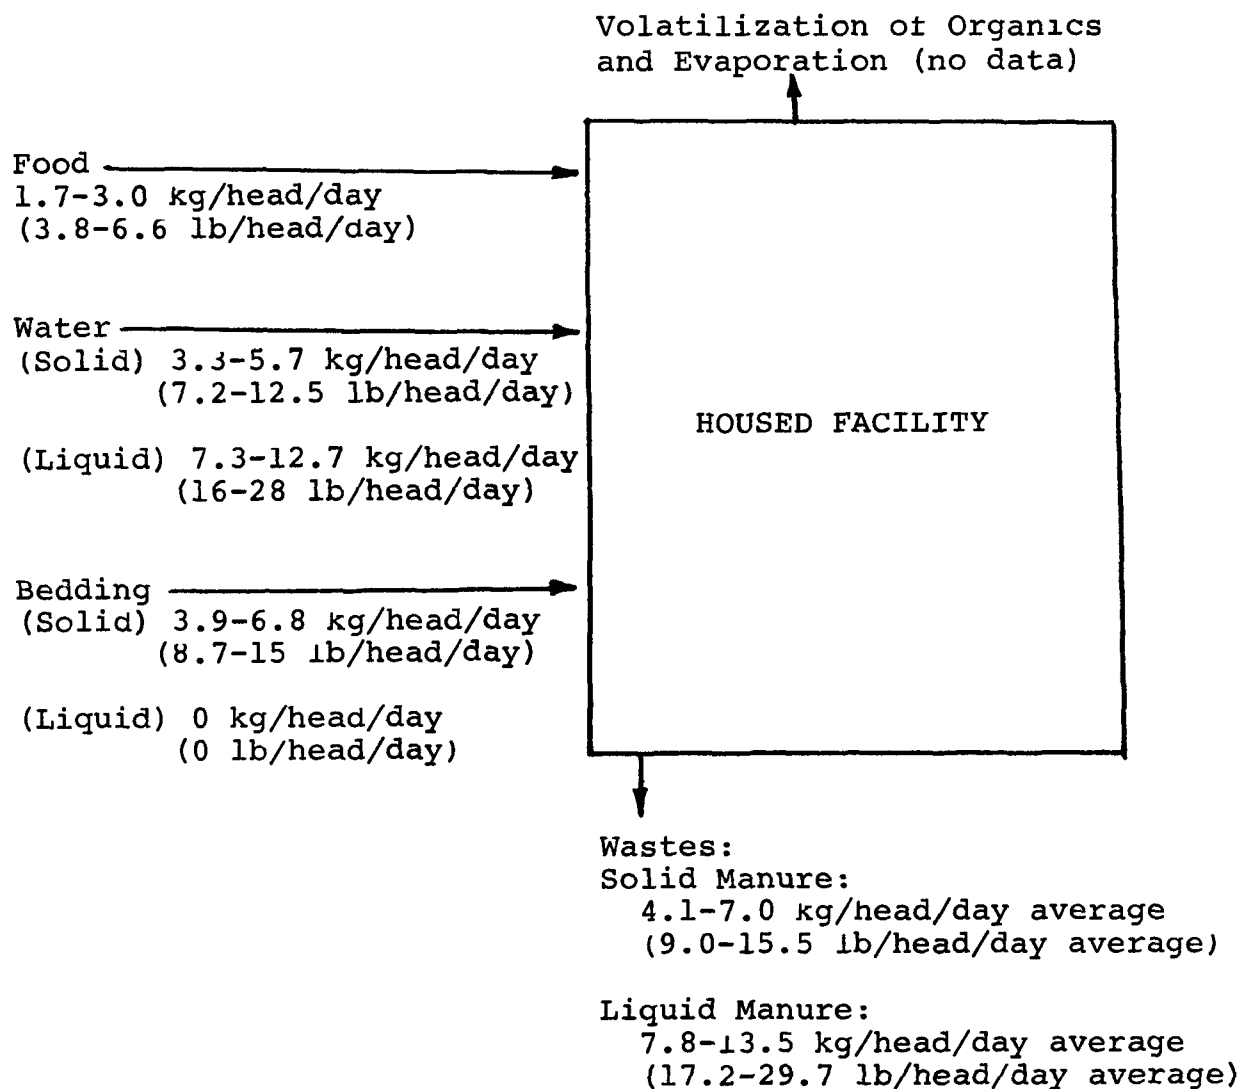 Volatilization of Organics
and Evaporation (no data)
Food
1.7-3.0 kg/head/day
(3.8-6.6 lb/head/day)
Water
(Solid) 3.3-5.7 kg/head/day
(7.2-12.5 lb/head/day)
(Liquid) 7.3-12.7 kg/head/day
(16-28 lb/head/day)
Bedding
(Solid) 3.9-6.8 kg/head/day
(8.7-15 lb/head/day)
(Liquid) 0 kg/head/day
(0 lb/head/day)
HOUSED FACILITY
Wastes:
Solid Manure:
4.1-7.0 kg/head/day average
(9.0-15.5 lb/head/day average)
Liquid Manure:
7.8-13.5 kg/head/day average
(17.2-29.7 lb/head/day average)